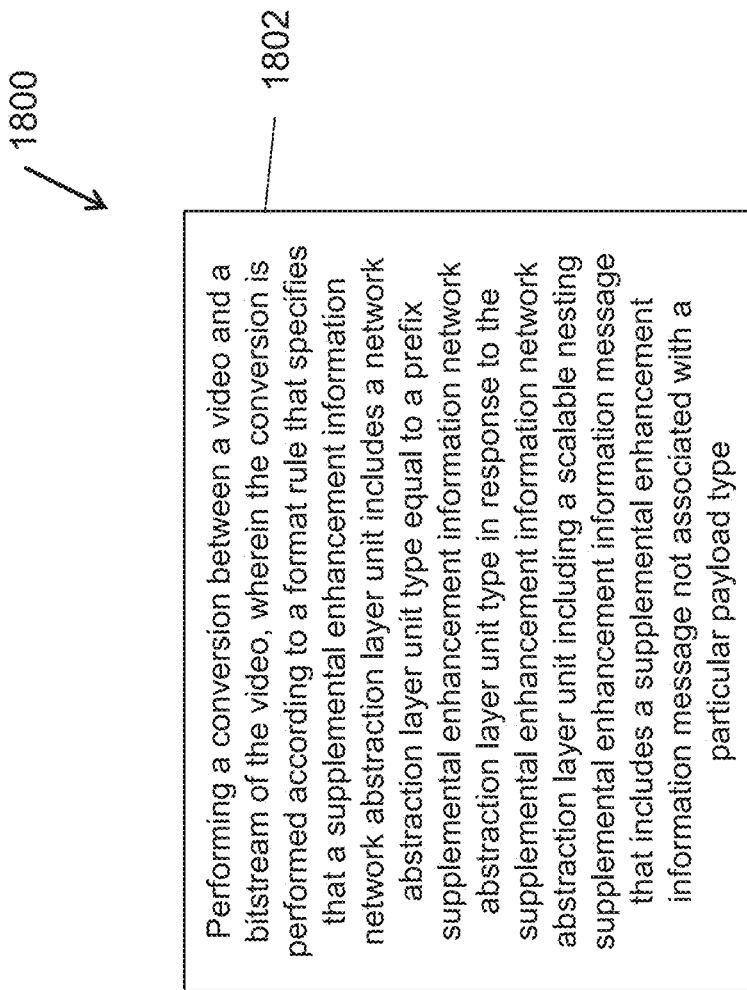 1800
1802
Performing a conversion between a video and a
bitstream of the video, wherein the conversion is
performed according to a format rule that specifies
that a supplemental enhancement information
network abstraction layer unit includes a network
abstraction layer unit type equal to a prefix
supplemental enhancement information network
abstraction layer unit type in response to the
supplemental enhancement information network
abstraction layer unit including a scalable nesting
supplemental enhancement information message
that includes a supplemental enhancement
information message not associated with a
particular payload type